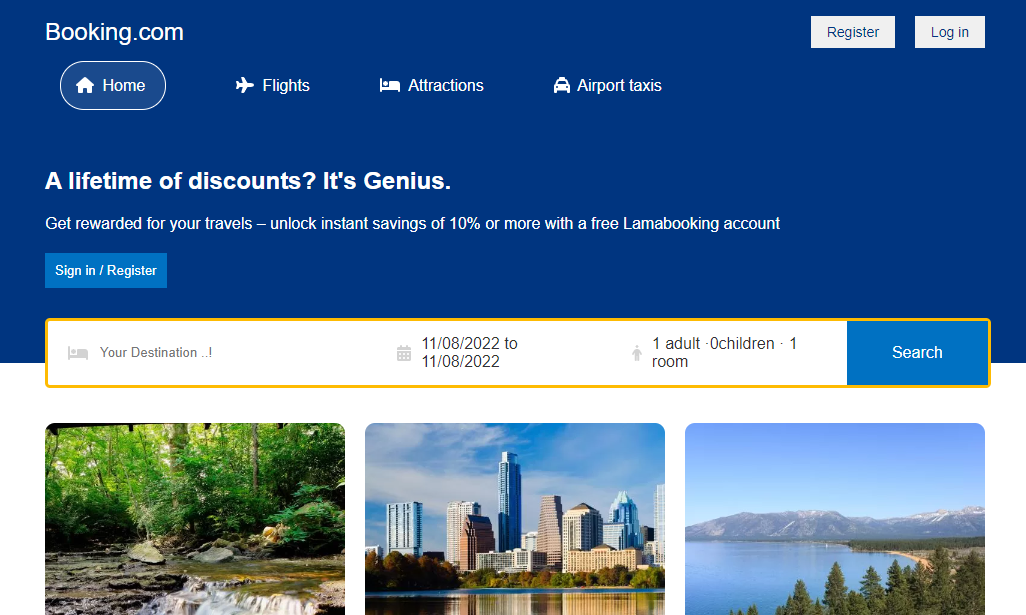 Booking.com
Register
Log in
Home
Flights
Attractions
Airport taxis
A lifetime of discounts? It's Genius.
Get rewarded for your travels – unlock instant savings of 10% or more with a free Lamabooking account
Sign in / Register
Your Destination ..!
11/08/2022 to
11/08/2022
1 adult ·0children · 1
room
Search